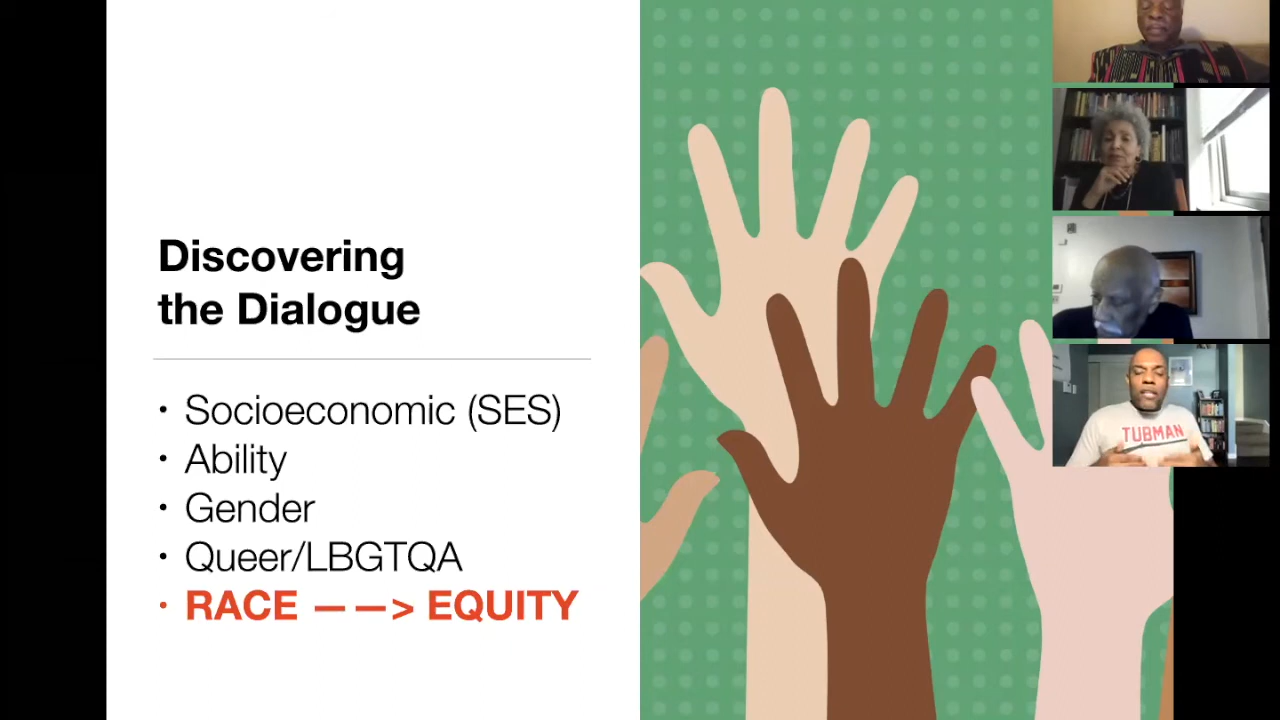 Discovering
the Dialogue
• Socioeconomic (SES)
• Ability
• Gender
• Queer/LBGTQA
• RACE — —> EQUITY
TUBMAN